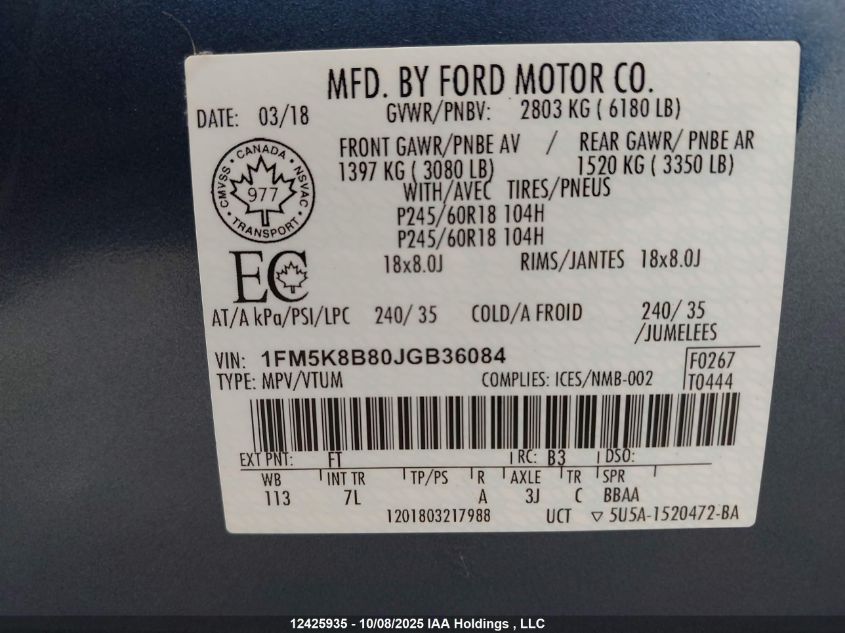 MFD. BY FORD MOTOR CO.
DATE: 03/18 GVWR/PNBV: 2803 KG ( 6180 LB)
FRONT GAWR/PNBE AV / REAR GAWR/ PNBE AR
1397 KG ( 3080 LB) 1520 KG ( 3350 LB)
WITH/AVEC TIRES/PNEUS
P245/60R18 104H
P245/60R18 104H
18x8.0J RIMS/JANTES 18x8.0J
CANADA
CMVSS NSVAC
977
TRANSPORT
EC
AT/A kPa/PSI/LPC 240/ 35 COLD/A FROID 240/ 35
/JUMELEES
VIN: 1FM5K8B80JGB36084 F0267
TYPE: MPV/VTUM COMPLIES: ICES/NMB-002 T0444
EXT PNT: FT RC: B3 DSO:
WB INT TR TP/PS R AXLE TR SPR
113 7L A 3J C BBAA
1201803217988 UCT ▽ 5U5A-1520472-BA
12425935 - 10/08/2025 IAA Holdings , LLC